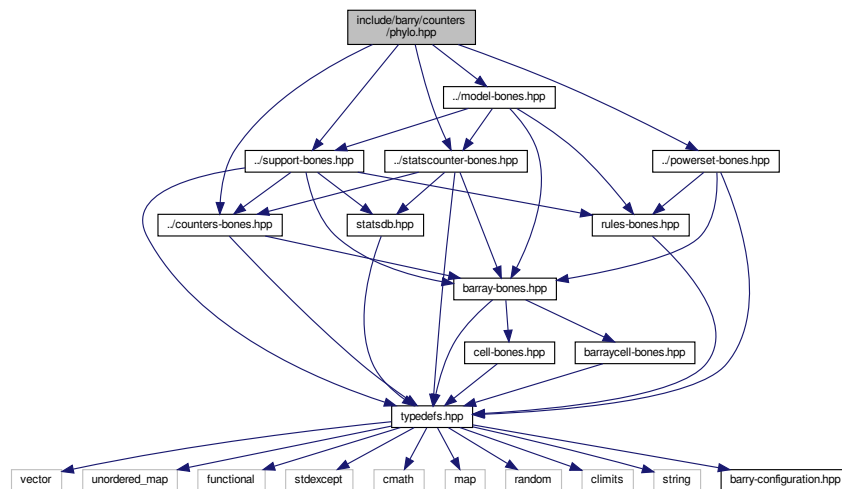 include/barry/counters
/phylo.hpp
../model-bones.hpp
../support-bones.hpp
../statscounter-bones.hpp
../powerset-bones.hpp
../counters-bones.hpp
statsdb.hpp
rules-bones.hpp
barray-bones.hpp
cell-bones.hpp
barraycell-bones.hpp
typedefs.hpp
vector
unordered_map
functional
stdexcept
cmath
map
random
climits
string
barry-configuration.hpp